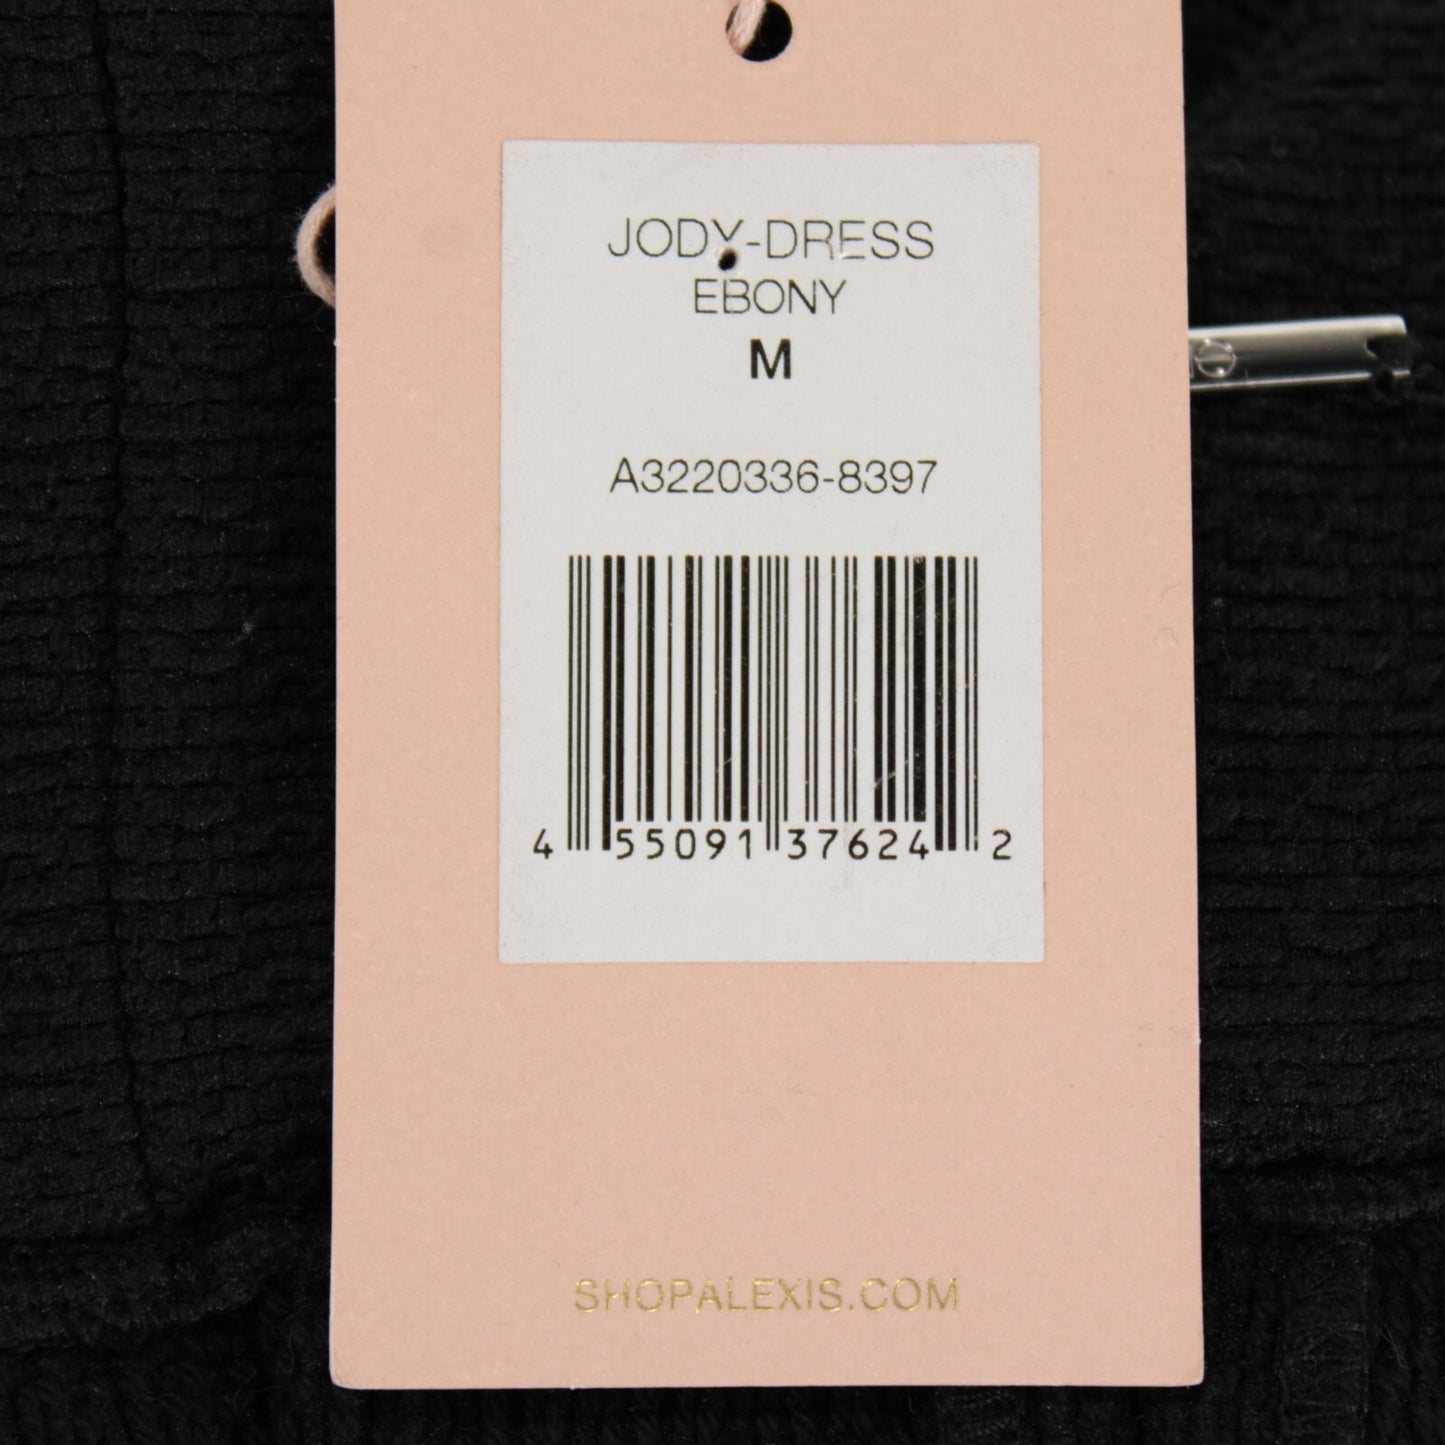 JODY-DRESS
EBONY
M
A3220336-8397
4 55091 37624 2
SHOPALEXIS.COM